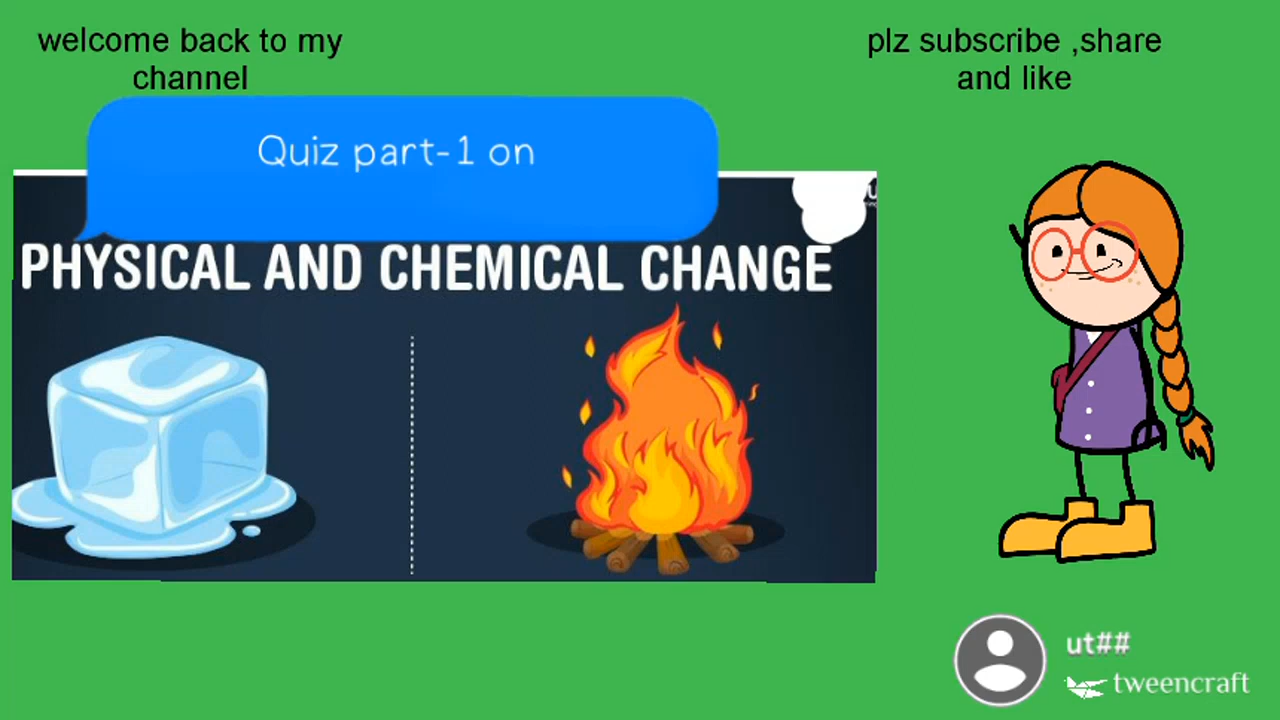 welcome back to my
channel
plz subscribe ,share
and like
Quiz part-1 on
PHYSICAL AND CHEMICAL CHANGE
ut##
tweencraft